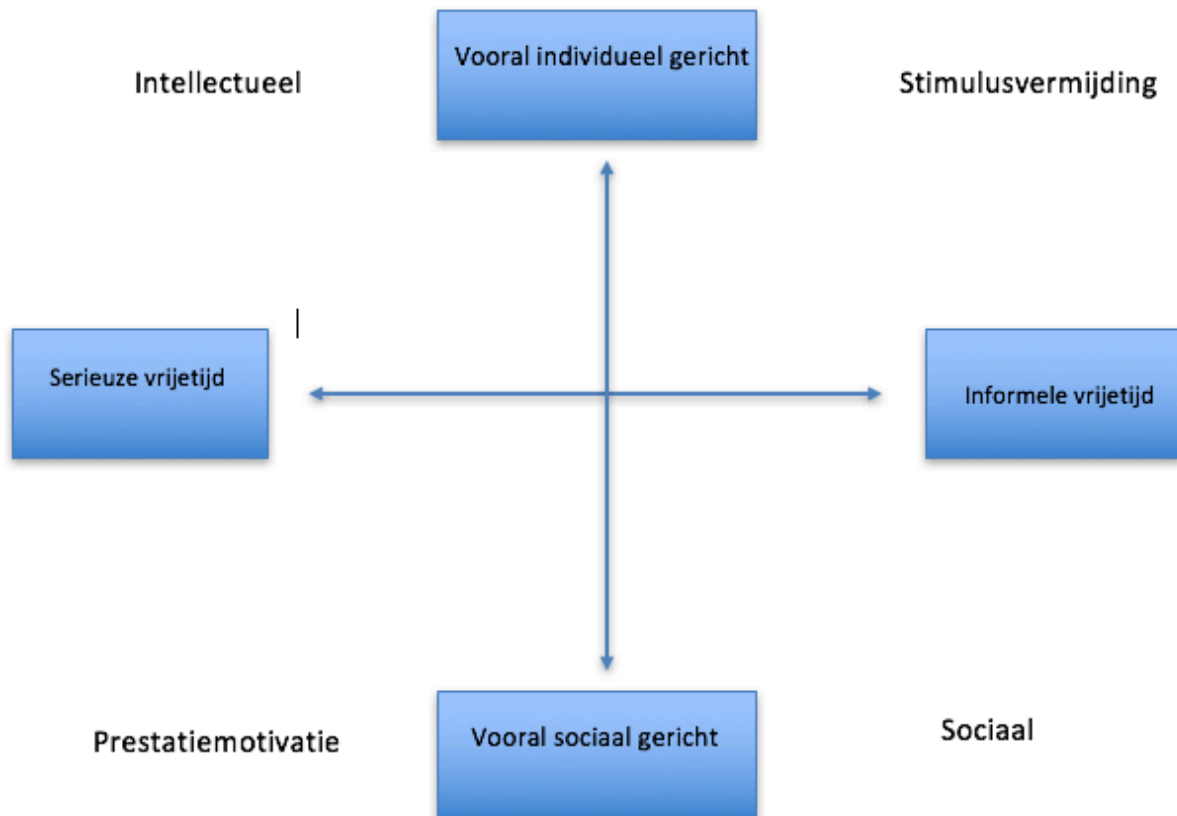 Vooral individueel gericht
Intellectueel
Stimulusvermijding
Serieuze vrijetijd
Informele vrijetijd
Prestatiemotivatie
Vooral sociaal gericht
Sociaal